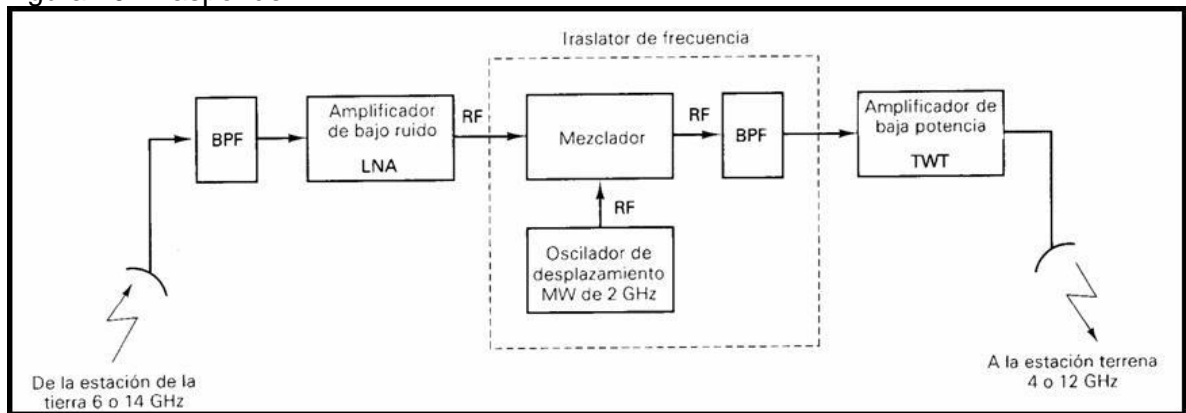 Iraslator de frecuencia
BPF
Amplificador
de bajo ruido
LNA
RF
Mezclador
RF
BPF
Amplificador de
baja potencia
TWT
RF
Oscilador de
desplazamiento
MW de 2 GHz
De la estación de la
tierra 6 o 14 GHz
A la estación terrena
4 o 12 GHz